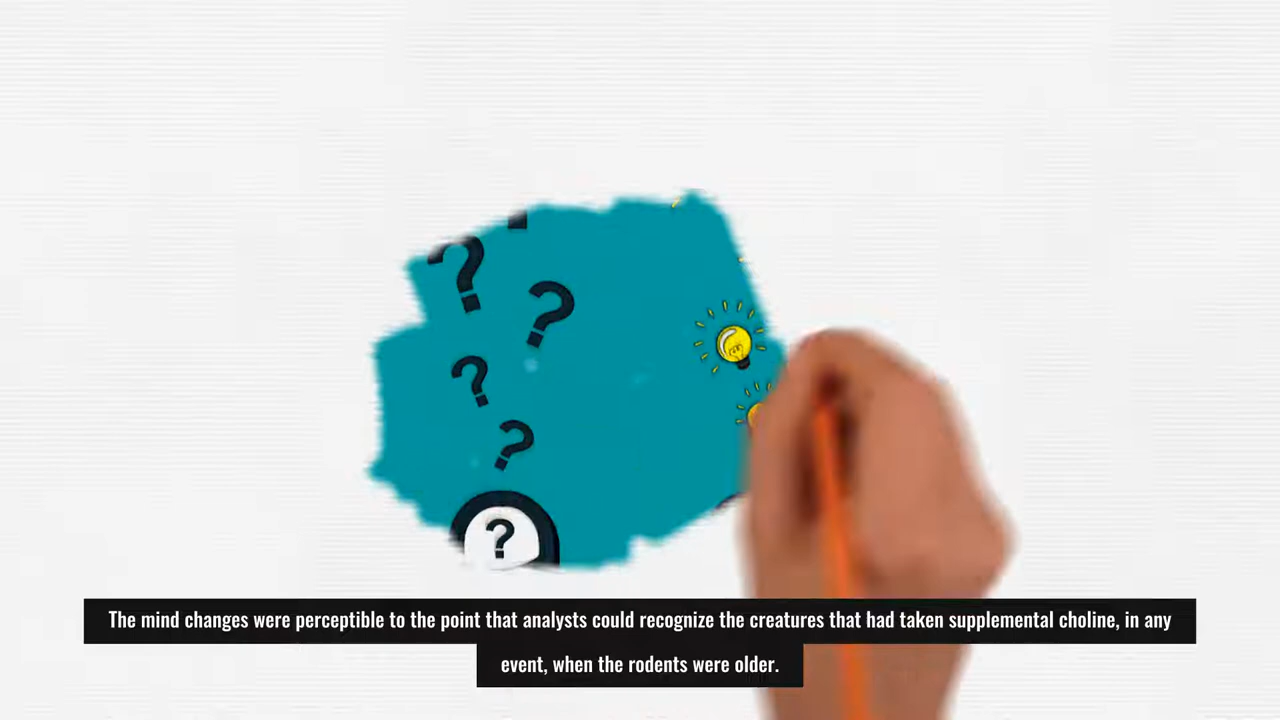 ?
?
?
?
?
The mind changes were perceptible to the point that analysts could recognize the creatures that had taken supplemental choline, in any
event, when the rodents were older.